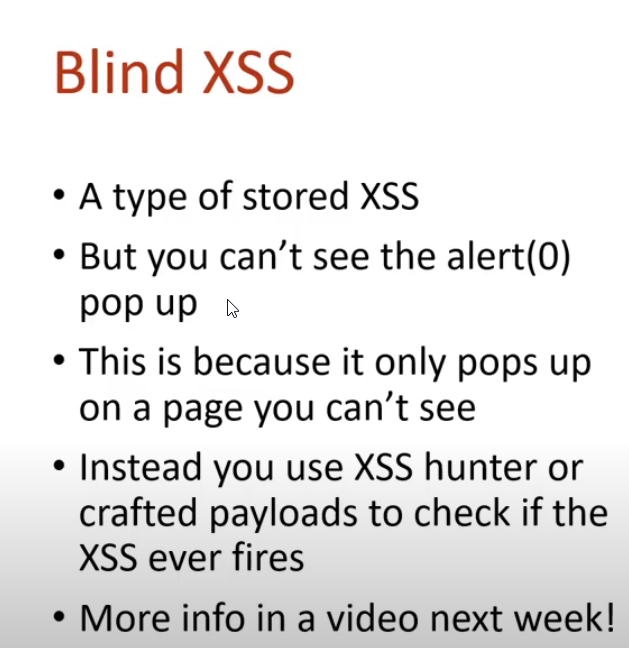 Blind XSS
• A type of stored XSS
• But you can’t see the alert(0)
pop up
• This is because it only pops up
on a page you can’t see
• Instead you use XSS hunter or
crafted payloads to check if the
XSS ever fires
• More info in a video next week!